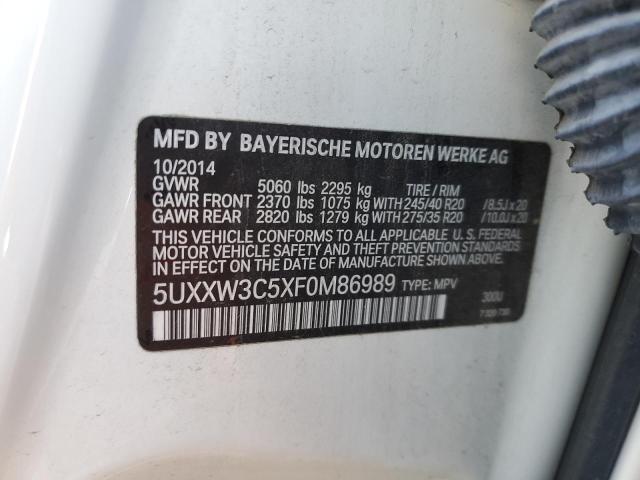 MFD BY BAYERISCHE MOTOREN WERKE AG
10/2014
GVWR 5060 lbs 2295 kg TIRE / RIM
GAWR FRONT 2370 lbs 1075 kg WITH 245/40 R20 / 8.5J x 20
GAWR REAR 2820 lbs 1279 kg WITH 275/35 R20 / 10.0J x 20
THIS VEHICLE CONFORMS TO ALL APPLICABLE U. S. FEDERAL
MOTOR VEHICLE SAFETY AND THEFT PREVENTION STANDARDS
IN EFFECT ON THE DATE OF MANUFACTURE SHOWN ABOVE.
5UXXW3C5XF0M86989 TYPE: MPV
300U